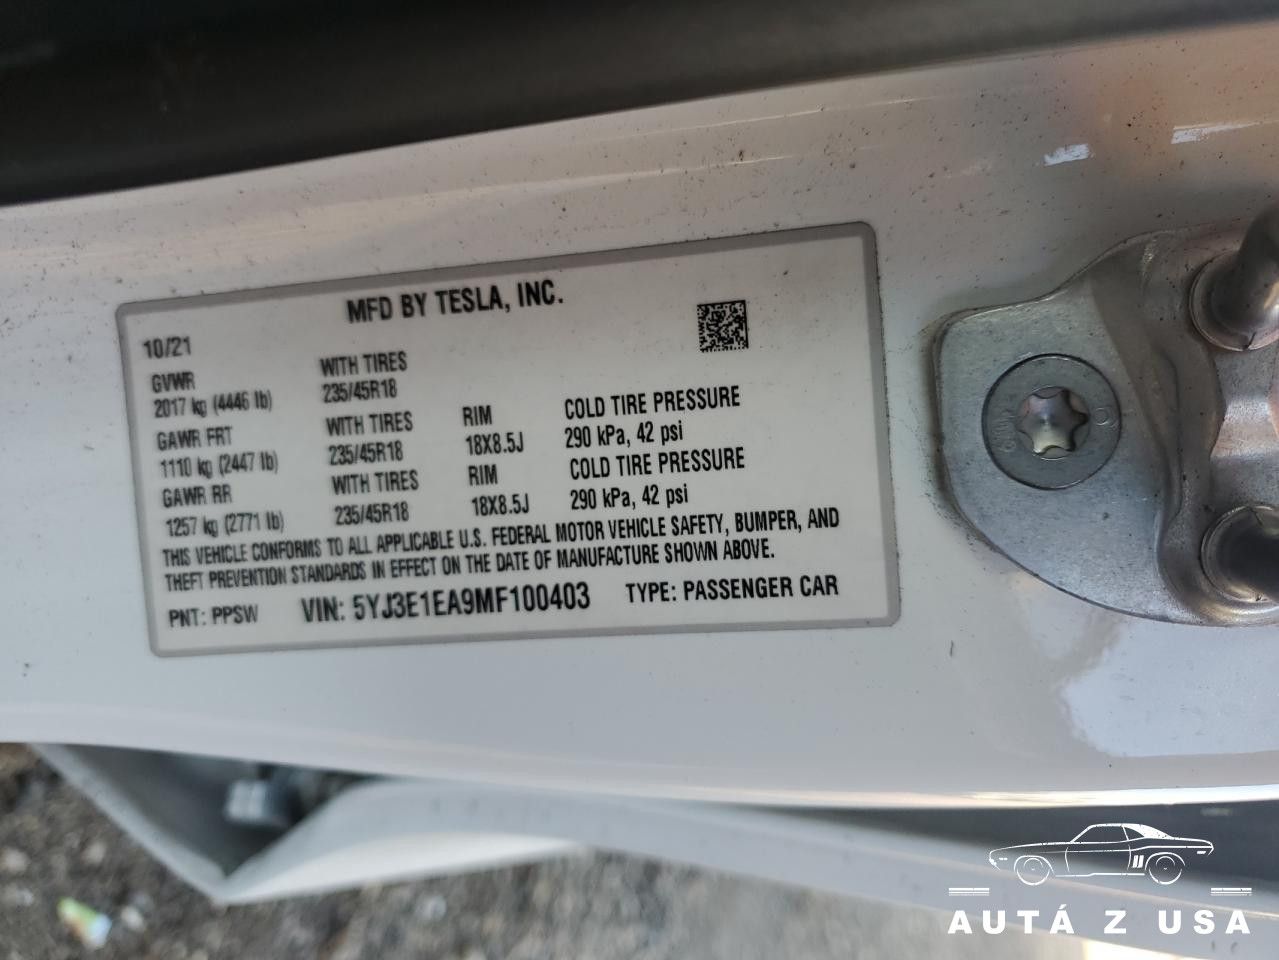 MFD BY TESLA, INC.
10/21
GVWR WITH TIRES
2017 kg (4446 lb) 235/45R18
GAWR FRT WITH TIRES RIM COLD TIRE PRESSURE
1110 kg (2447 lb) 235/45R18 18X8.5J 290 kPa, 42 psi
GAWR RR WITH TIRES RIM COLD TIRE PRESSURE
1257 kg (2771 lb) 235/45R18 18X8.5J 290 kPa, 42 psi
THIS VEHICLE CONFORMS TO ALL APPLICABLE U.S. FEDERAL MOTOR VEHICLE SAFETY, BUMPER, AND
THEFT PREVENTION STANDARDS IN EFFECT ON THE DATE OF MANUFACTURE SHOWN ABOVE.
PNT: PPSW VIN: 5YJ3E1EA9MF100403 TYPE: PASSENGER CAR
AUTÁ Z USA